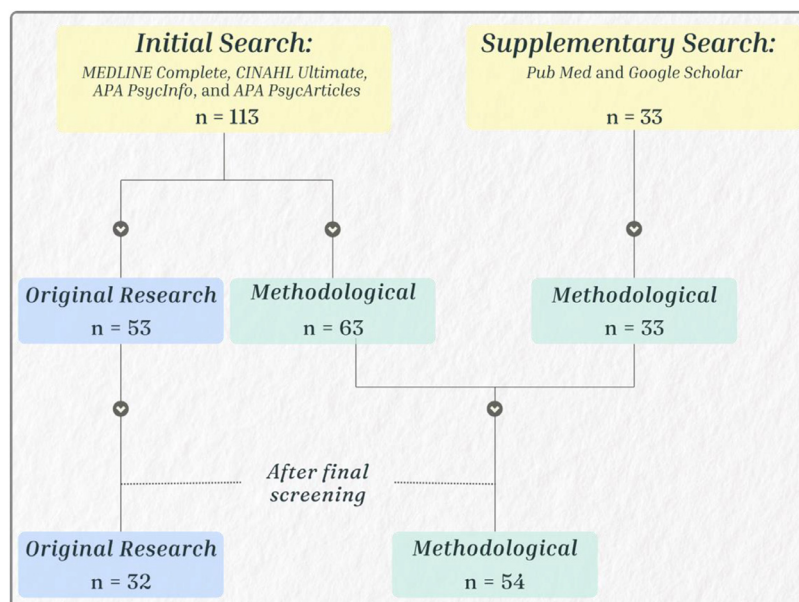 Initial Search:
MEDLINE Complete, CINAHL Ultimate,
APA PsycInfo, and APA PsycArticles
n = 113
Supplementary Search:
Pub Med and Google Scholar
n = 33
Original Research
n = 53
Methodological
n = 63
Methodological
n = 33
After final
screening
Original Research
n = 32
Methodological
n = 54